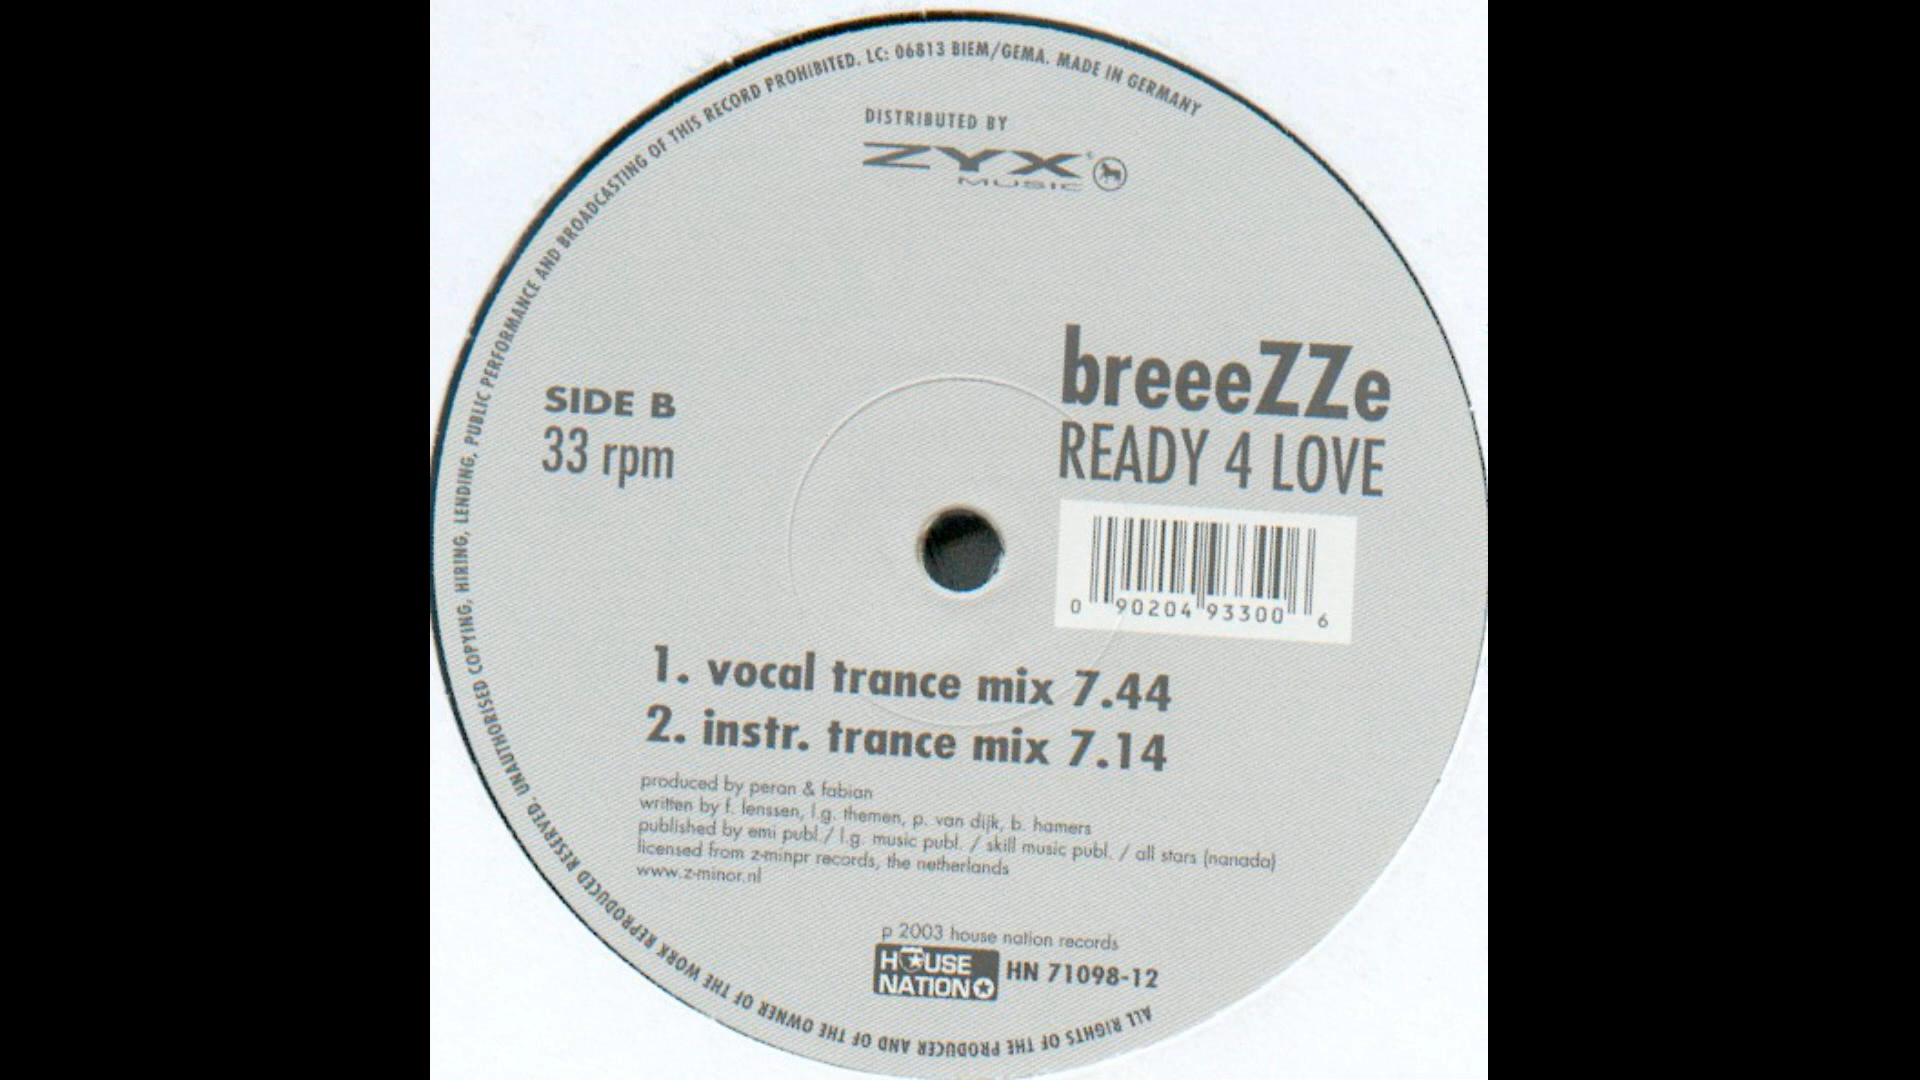 ALL RIGHTS OF THE PRODUCER AND OF THE OWNER OF THE WORK REPRODUCED RESERVED. UNAUTHORISED COPYING, HIRING, LENDING, PUBLIC PERFORMANCE AND BROADCASTING OF THIS RECORD PROHIBITED. LC: 06813 BIEM/GEMA. MADE IN GERMANY
DISTRIBUTED BY
ZYX
MUSIC
breeeZZe
READY 4 LOVE
SIDE B
33 rpm
0 90204 93300 6
1. vocal trance mix 7.44
2. instr. trance mix 7.14
produced by peran & fabian
written by f. lenssen, l.g. themen, p. van dijk, b. hamers
published by emi publ./ l.g. music publ. / skill music publ. / all stars (nanada)
licensed from z-minpr records, the netherlands
www.z-minor.nl
p 2003 house nation records
HOUSE
NATION
HN 71098-12